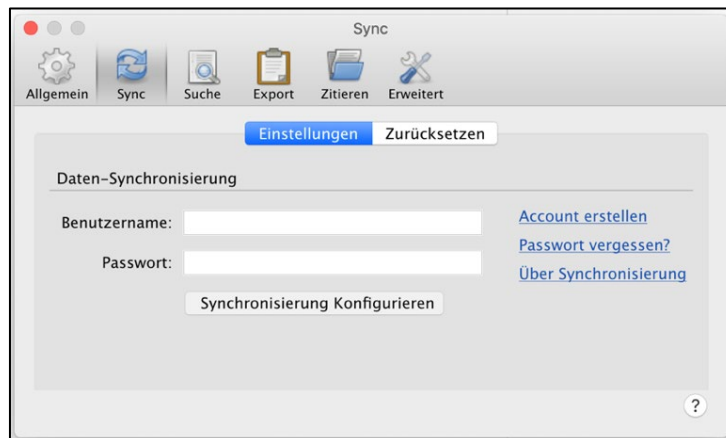 Sync
Allgemein Sync Suche Export Zitieren Erweitert
Einstellungen Zurücksetzen
Daten-Synchronisierung
Benutzername:
Account erstellen
Passwort vergessen?
Passwort:
Über Synchronisierung
Synchronisierung Konfigurieren
?